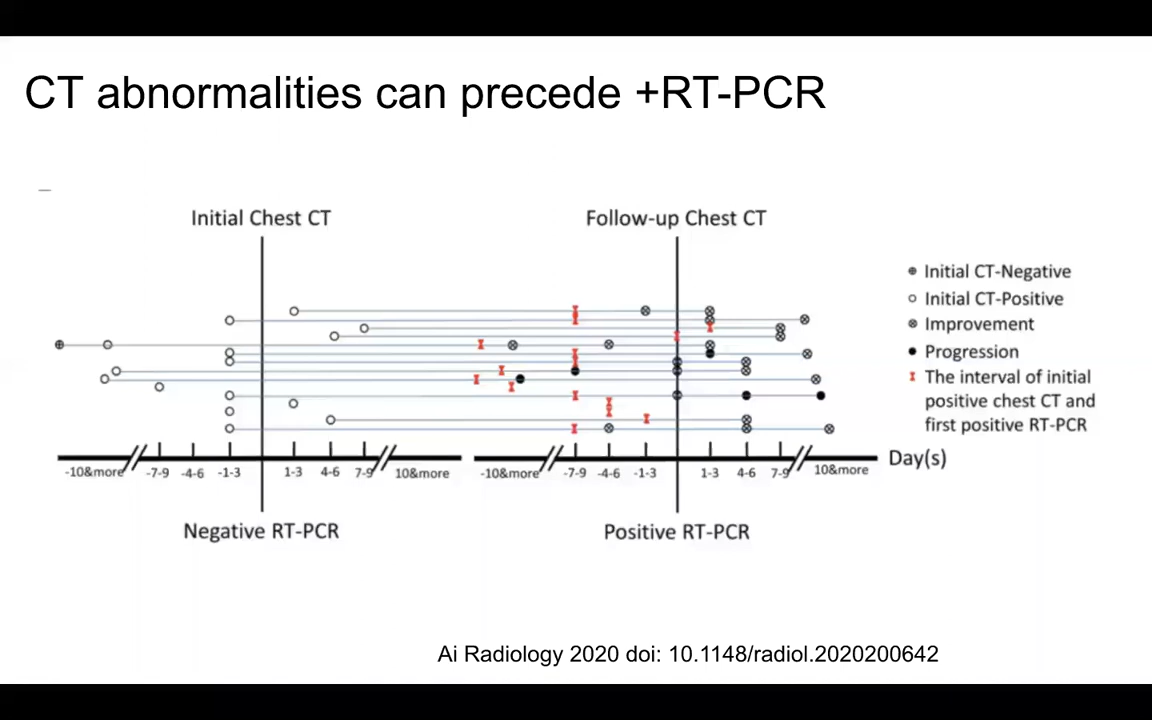 CT abnormalities can precede +RT-PCR
Initial Chest CT
Follow-up Chest CT
Initial CT-Negative
Initial CT-Positive
Improvement
Progression
The interval of initial
positive chest CT and
first positive RT-PCR
-10&more -7-9 -4-6 -1-3 1-3 4-6 7-9 10&more -10&more -7-9 -4-6 -1-3 1-3 4-6 7-9 10&more Day(s)
Negative RT-PCR
Positive RT-PCR
Ai Radiology 2020 doi: 10.1148/radiol.2020200642